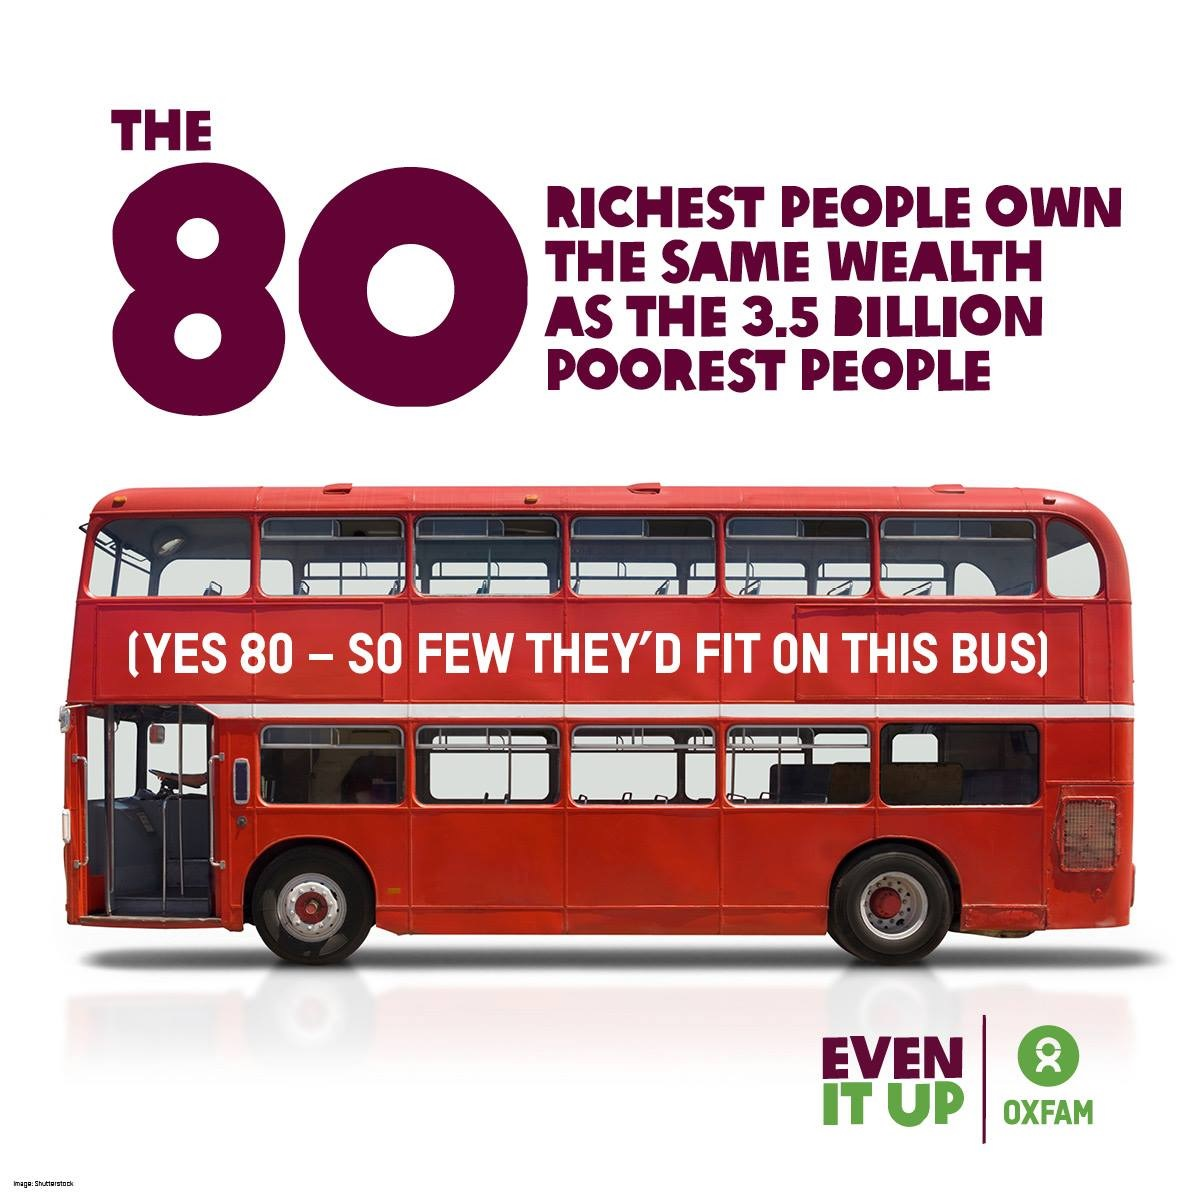 THE
80
RICHEST PEOPLE OWN
THE SAME WEALTH
AS THE 3.5 BILLION
POOREST PEOPLE
(YES 80 – SO FEW THEY'D FIT ON THIS BUS)
EVEN
IT UP
OXFAM
Image: Shutterstock